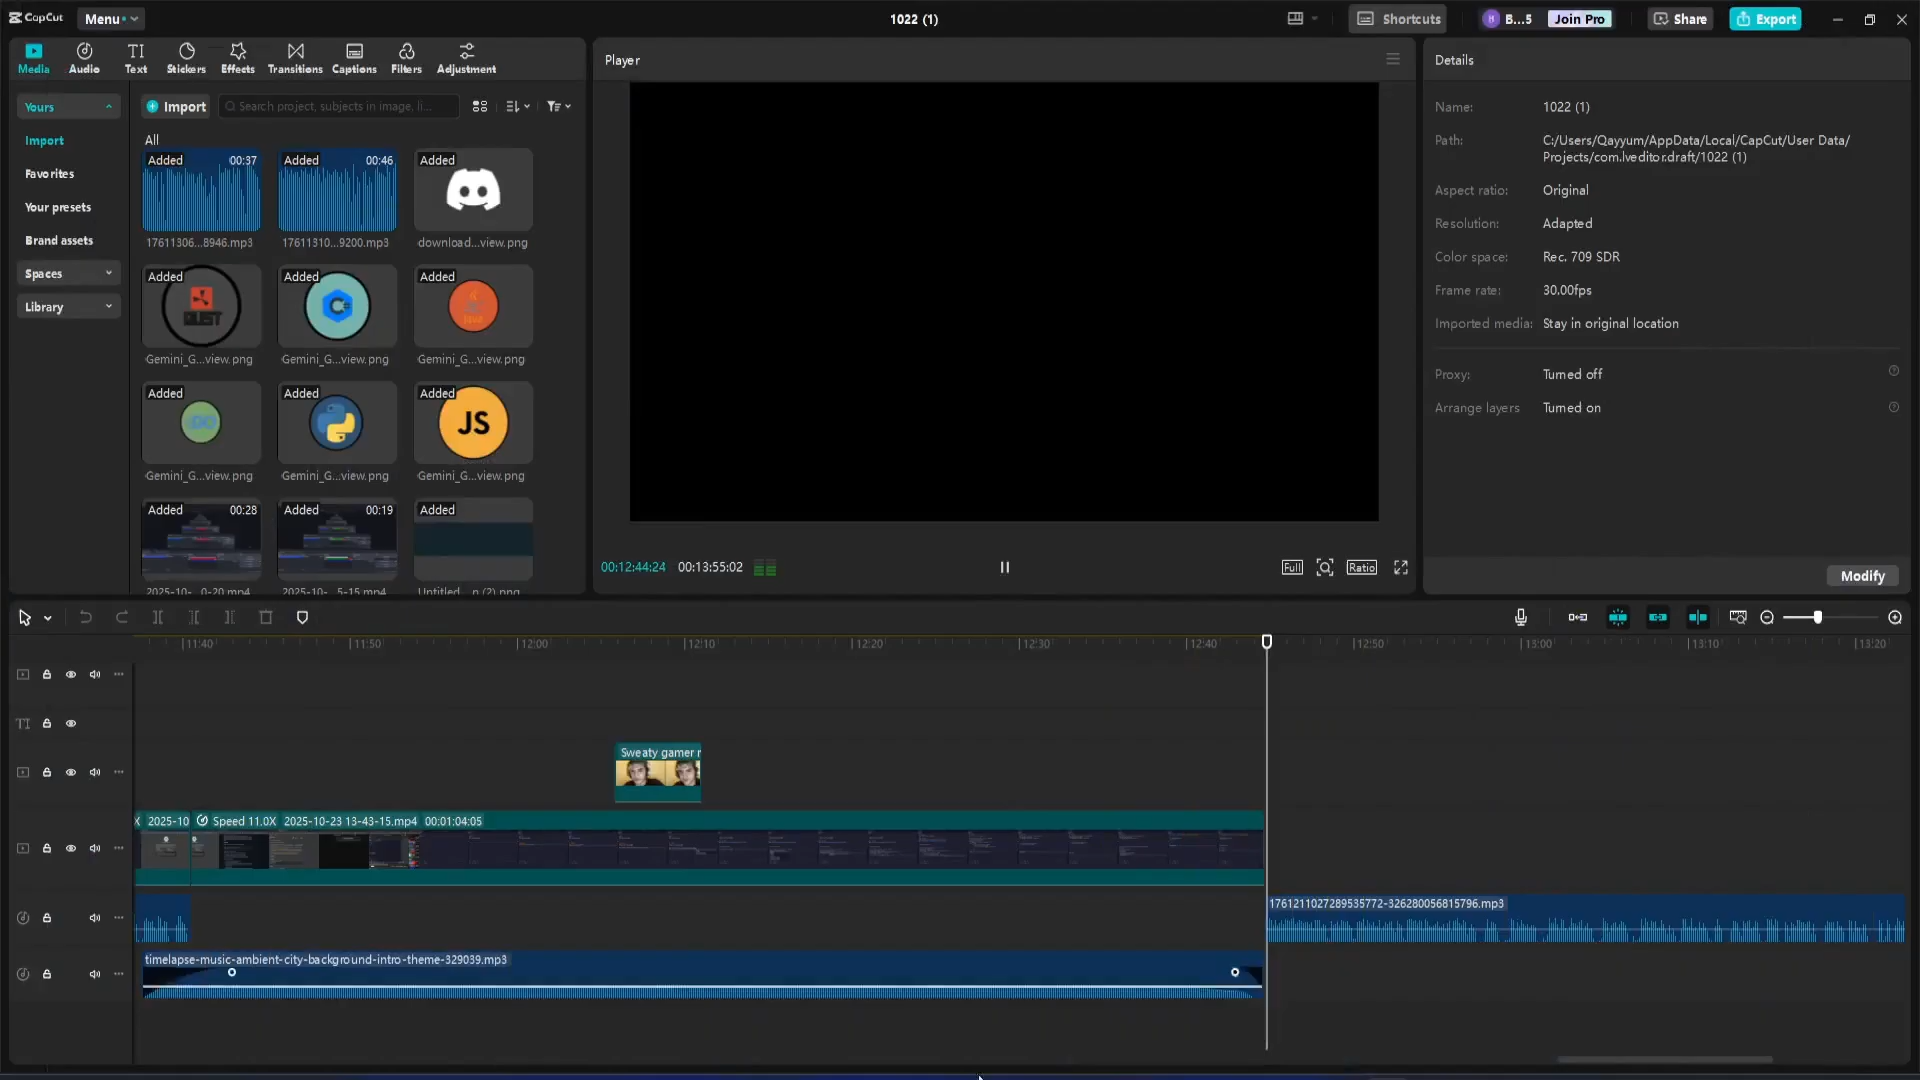 CapCut
Menu
1022 (1)
Shortcuts
B...5
Join Pro
Share
Export
Media
Audio
Text
Stickers
Effects
Transitions
Captions
Filters
Adjustment
Player
Details
Yours
Import
Favorites
Your presets
Brand assets
Spaces
Library
Import
Search project, subjects in image, li...
All
Added 00:37
Added 00:46
Added
17611306...8946.mp3
17611310...9200.mp3
download...view.png
Added
Added
Added
Gemini_G...view.png
Gemini_G...view.png
Gemini_G...view.png
Added
Added
Added
JS
Gemini_G...view.png
Gemini_G...view.png
Gemini_G...view.png
Added 00:28
Added 00:19
Added
2025-10-...0-20.mp4
2025-10-...5-15.mp4
Untitled...n (2).png
00:12:44:24
00:13:55:02
Full
Ratio
Name: 1022 (1)
Path: C:/Users/Qayyum/AppData/Local/CapCut/User Data/
Projects/com.lveditor.draft/1022 (1)
Aspect ratio: Original
Resolution: Adapted
Color space: Rec. 709 SDR
Frame rate: 30.00fps
Imported media: Stay in original location
Proxy: Turned off
Arrange layers Turned on
Modify
11:40
11:50
12:00
12:10
12:20
12:30
12:40
12:50
13:00
13:10
13:20
Sweaty gamer r
X 2025-10
Speed 11.0X 2025-10-23 13-43-15.mp4 00:01:04:05
1761211027289535772-326280056815796.mp3
timelapse-music-ambient-city-background-intro-theme-329039.mp3